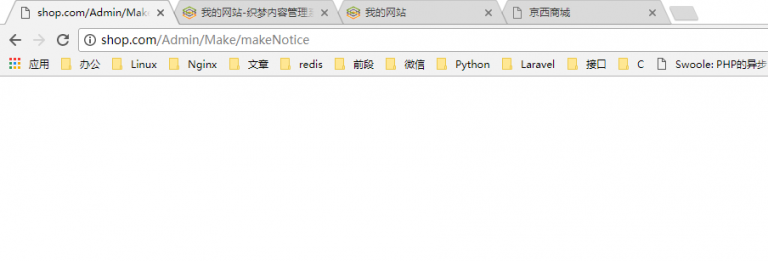 shop.com/Admin/Mak
我的网站-织梦内容管理
我的网站
京西商城
shop.com/Admin/Make/makeNotice
应用 办公 Linux Nginx 文章 redis 前段 微信 Python Laravel 接口 C Swoole: PHP的异步